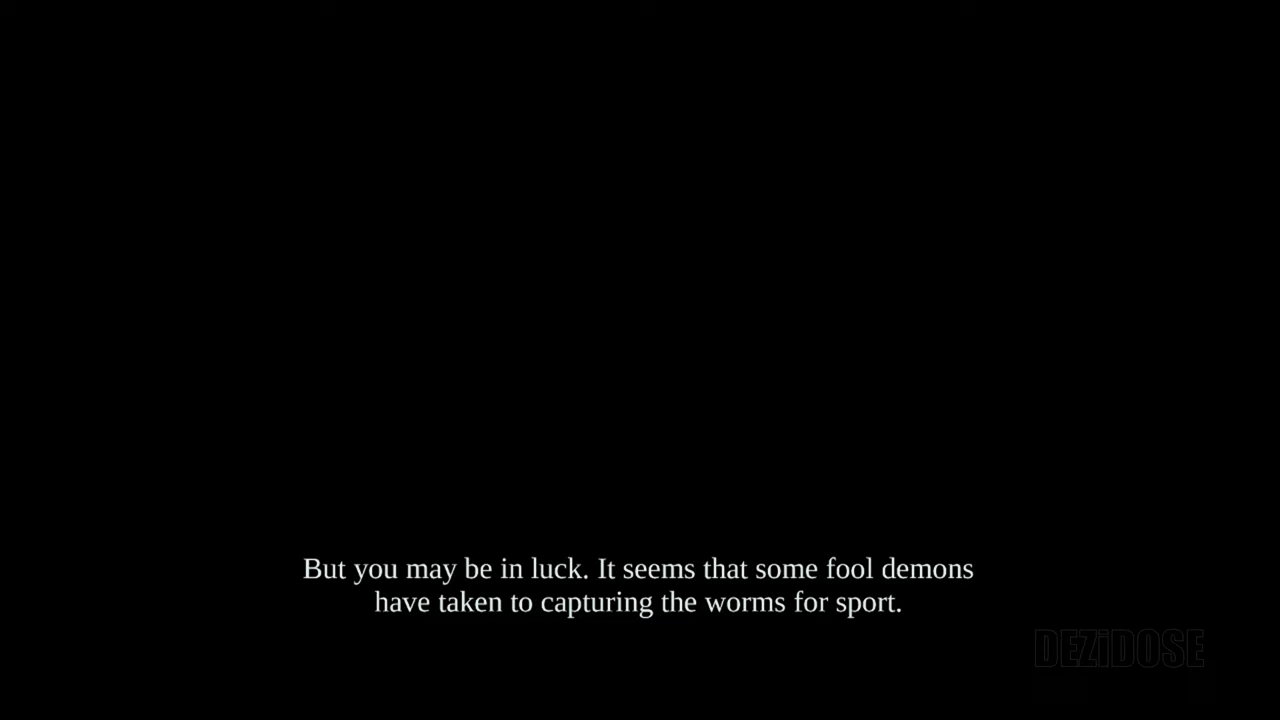 But you may be in luck. It seems that some fool demons
have taken to capturing the worms for sport.
DEZiDOSE